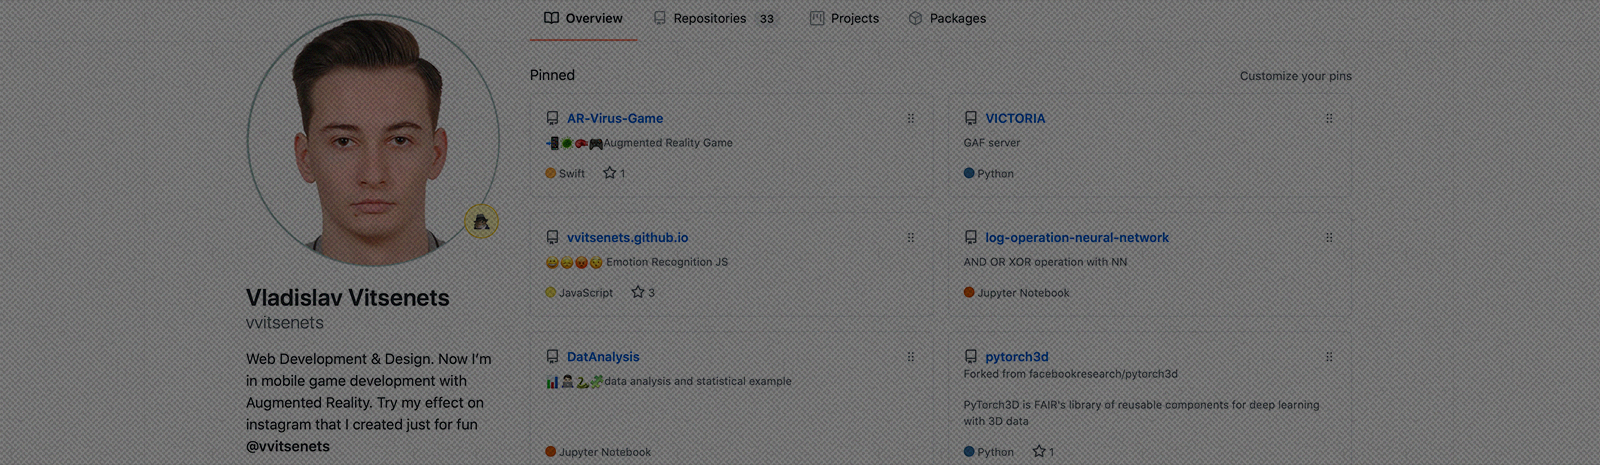 Overview
Repositories 33
Projects
Packages
Pinned
Customize your pins
AR-Virus-Game
📲🦠🥊🎮Augmented Reality Game
Swift
1
VICTORIA
GAF server
Python
vvitsenets.github.io
Emotion Recognition JS
JavaScript
3
log-operation-neural-network
AND OR XOR operation with NN
Jupyter Notebook
DatAnalysis
data analysis and statistical example
Jupyter Notebook
pytorch3d
Forked from facebookresearch/pytorch3d
PyTorch3D is FAIR's library of reusable components for deep learning
with 3D data
Python
1
Vladislav Vitsenets
vvitsenets
Web Development & Design. Now I'm
in mobile game development with
Augmented Reality. Try my effect on
instagram that I created just for fun
@vvitsenets